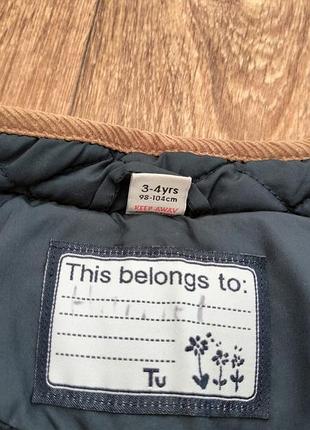 3-4yrs
98-104cm
KEEP AWAY
This belongs to:
Tu